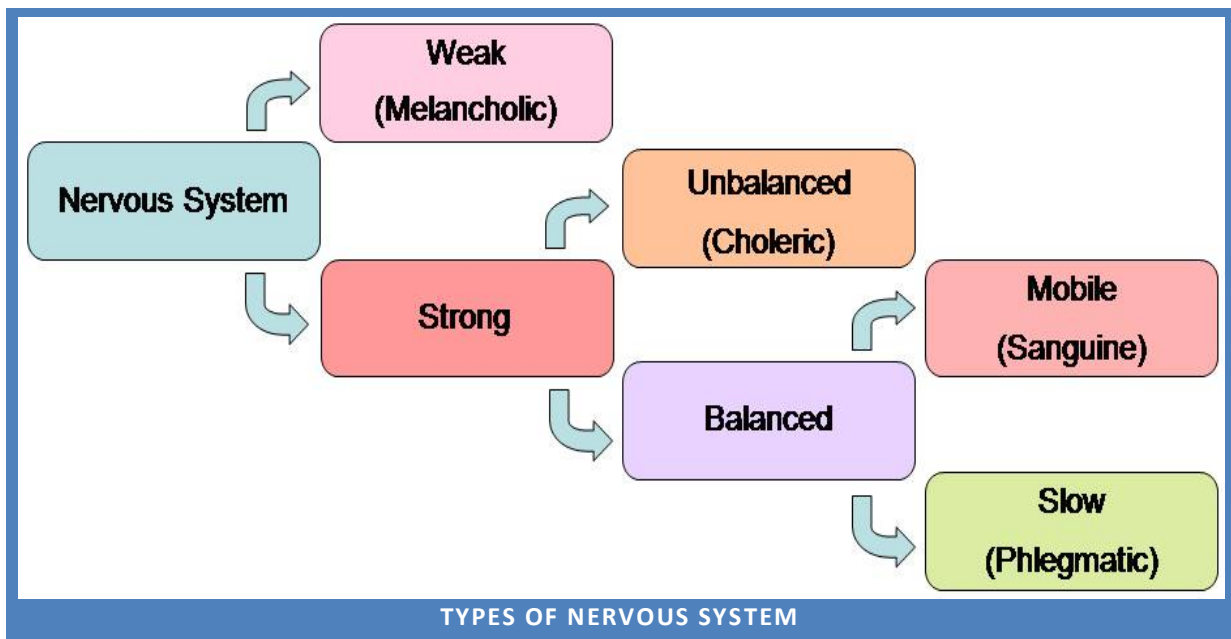 Weak
(Melancholic)
Nervous System
Unbalanced
(Choleric)
Strong
Mobile
(Sanguine)
Balanced
Slow
(Phlegmatic)
TYPES OF NERVOUS SYSTEM